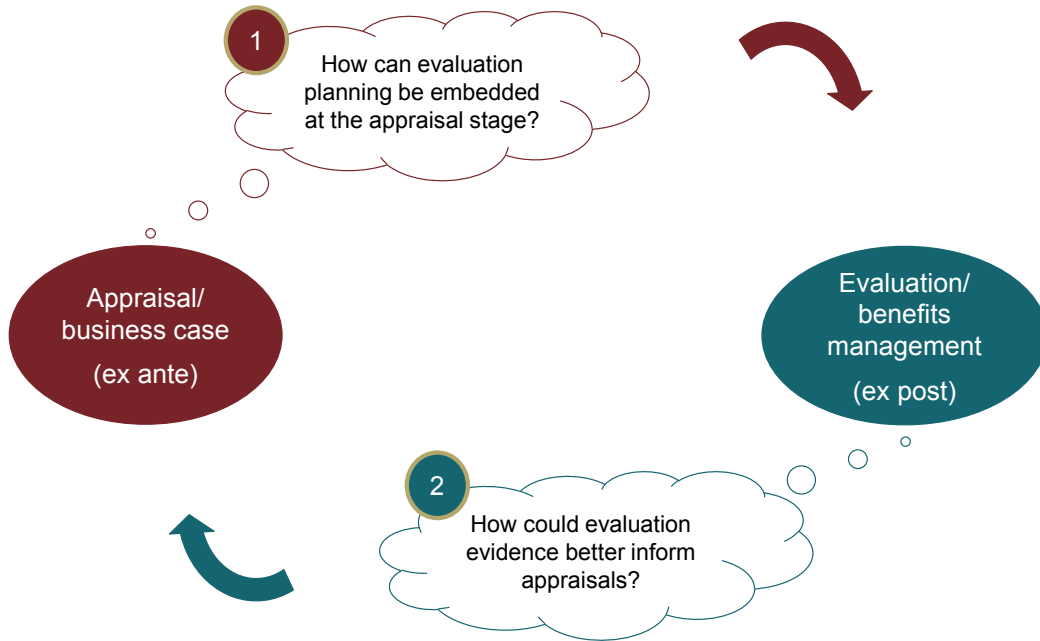 1
How can evaluation
planning be embedded
at the appraisal stage?
Appraisal/
business case
(ex ante)
Evaluation/
benefits
management
(ex post)
2
How could evaluation
evidence better inform
appraisals?